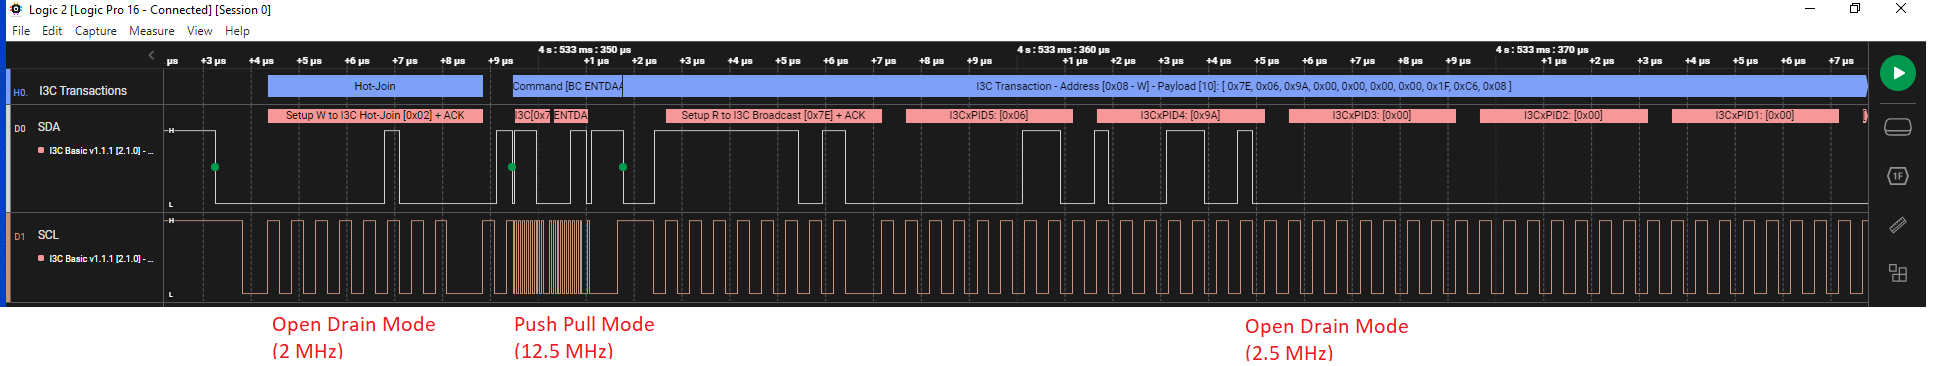 Logic 2 [Logic Pro 16 - Connected] [Session 0]
File Edit Capture Measure View Help
4 s : 533 ms : 350 µs 4 s : 533 ms : 360 µs 4 s : 533 ms : 370 µs
µs +3 µs +4 µs +5 µs +6 µs +7 µs +8 µs +9 µs +1 µs +2 µs +3 µs +4 µs +5 µs +6 µs +7 µs +8 µs +9 µs +1 µs +2 µs +3 µs +4 µs +5 µs +6 µs +7 µs +8 µs +9 µs +1 µs +2 µs +3 µs +4 µs +5 µs +6 µs +7 µs
H0. I3C Transactions Hot-Join Command [BC ENTDAA I3C Transaction - Address [0x08 - W] - Payload [10]: [ 0x7E, 0x06, 0x9A, 0x00, 0x00, 0x00, 0x00, 0x1F, 0xC6, 0x08 ]
Setup W to I3C Hot-Join [0x02] + ACK I3C[0x7 ENTDA Setup R to I3C Broadcast [0x7E] + ACK I3CxPID5: [0x06] I3CxPID4: [0x9A] I3CxPID3: [0x00] I3CxPID2: [0x00] I3CxPID1: [0x00]
D0 SDA H
I3C Basic v1.1.1 [2.1.0] - ...
L
H
D1 SCL
I3C Basic v1.1.1 [2.1.0] - ...
L
1F
Open Drain Mode
(2 MHz)
Push Pull Mode
(12.5 MHz)
Open Drain Mode
(2.5 MHz)